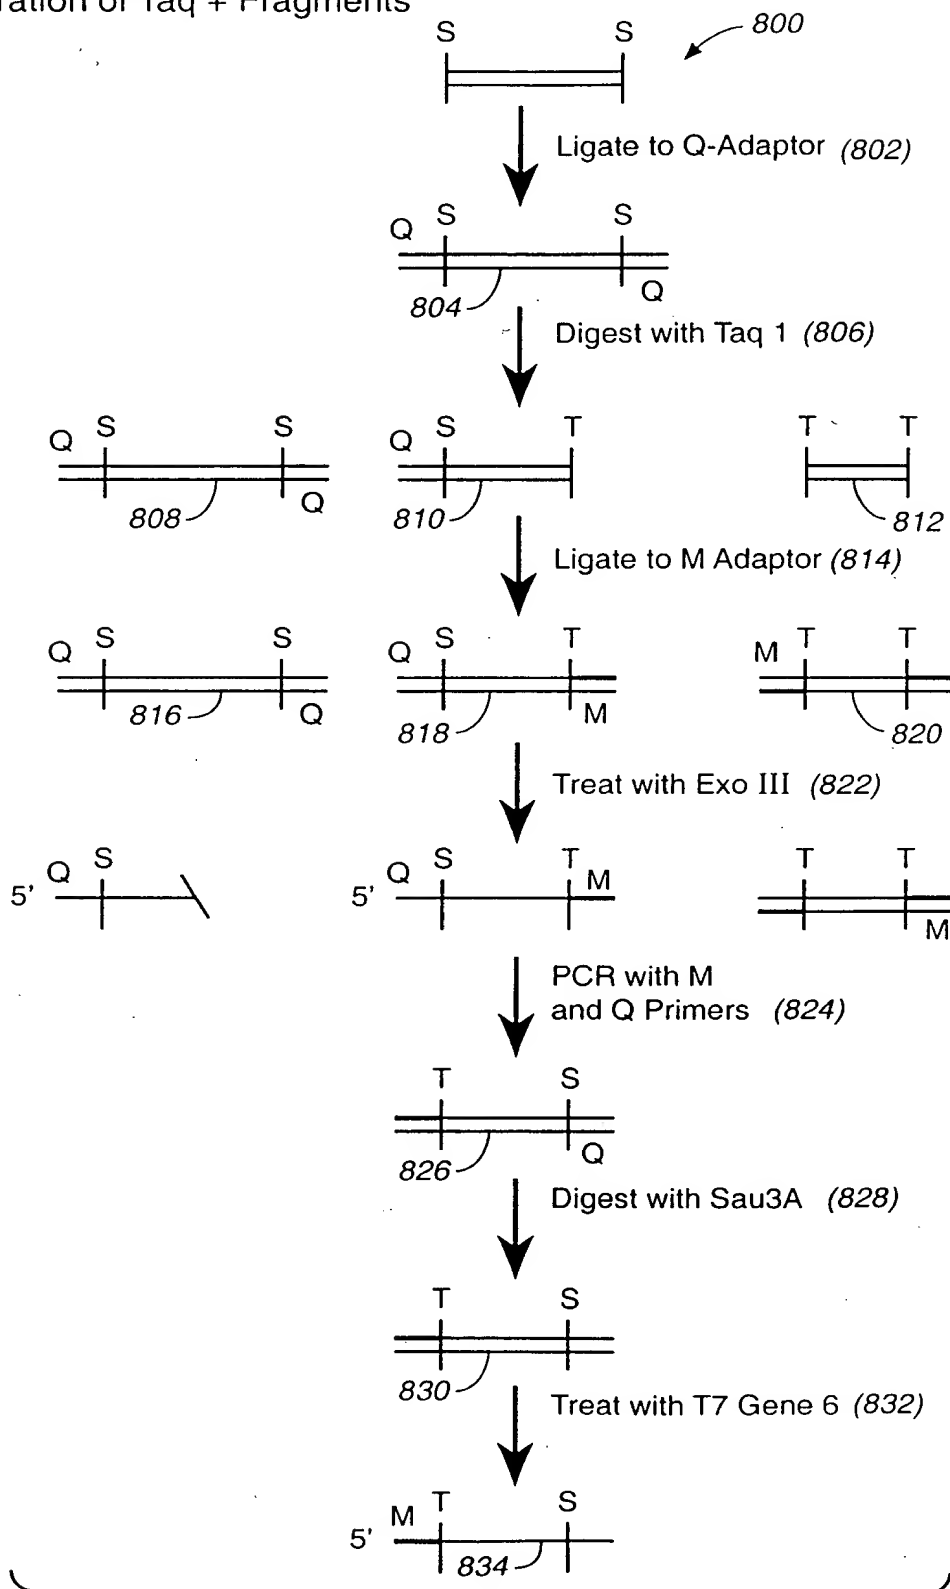 of Taq + Fragments
S S 800
Ligate to Q-Adaptor (802)
Q S S
804 Q
Digest with Taq 1 (806)
Q S S Q S T T T
808 Q 810 812
Ligate to M Adaptor (814)
Q S S Q S T M T T
816 Q 818 M 820
Treat with Exo III (822)
5' Q S 5' Q S T M T T
M
PCR with M
and Q Primers (824)
T S
826 Q
Digest with Sau3A (828)
T S
830
Treat with T7 Gene 6 (832)
5' M T S
834